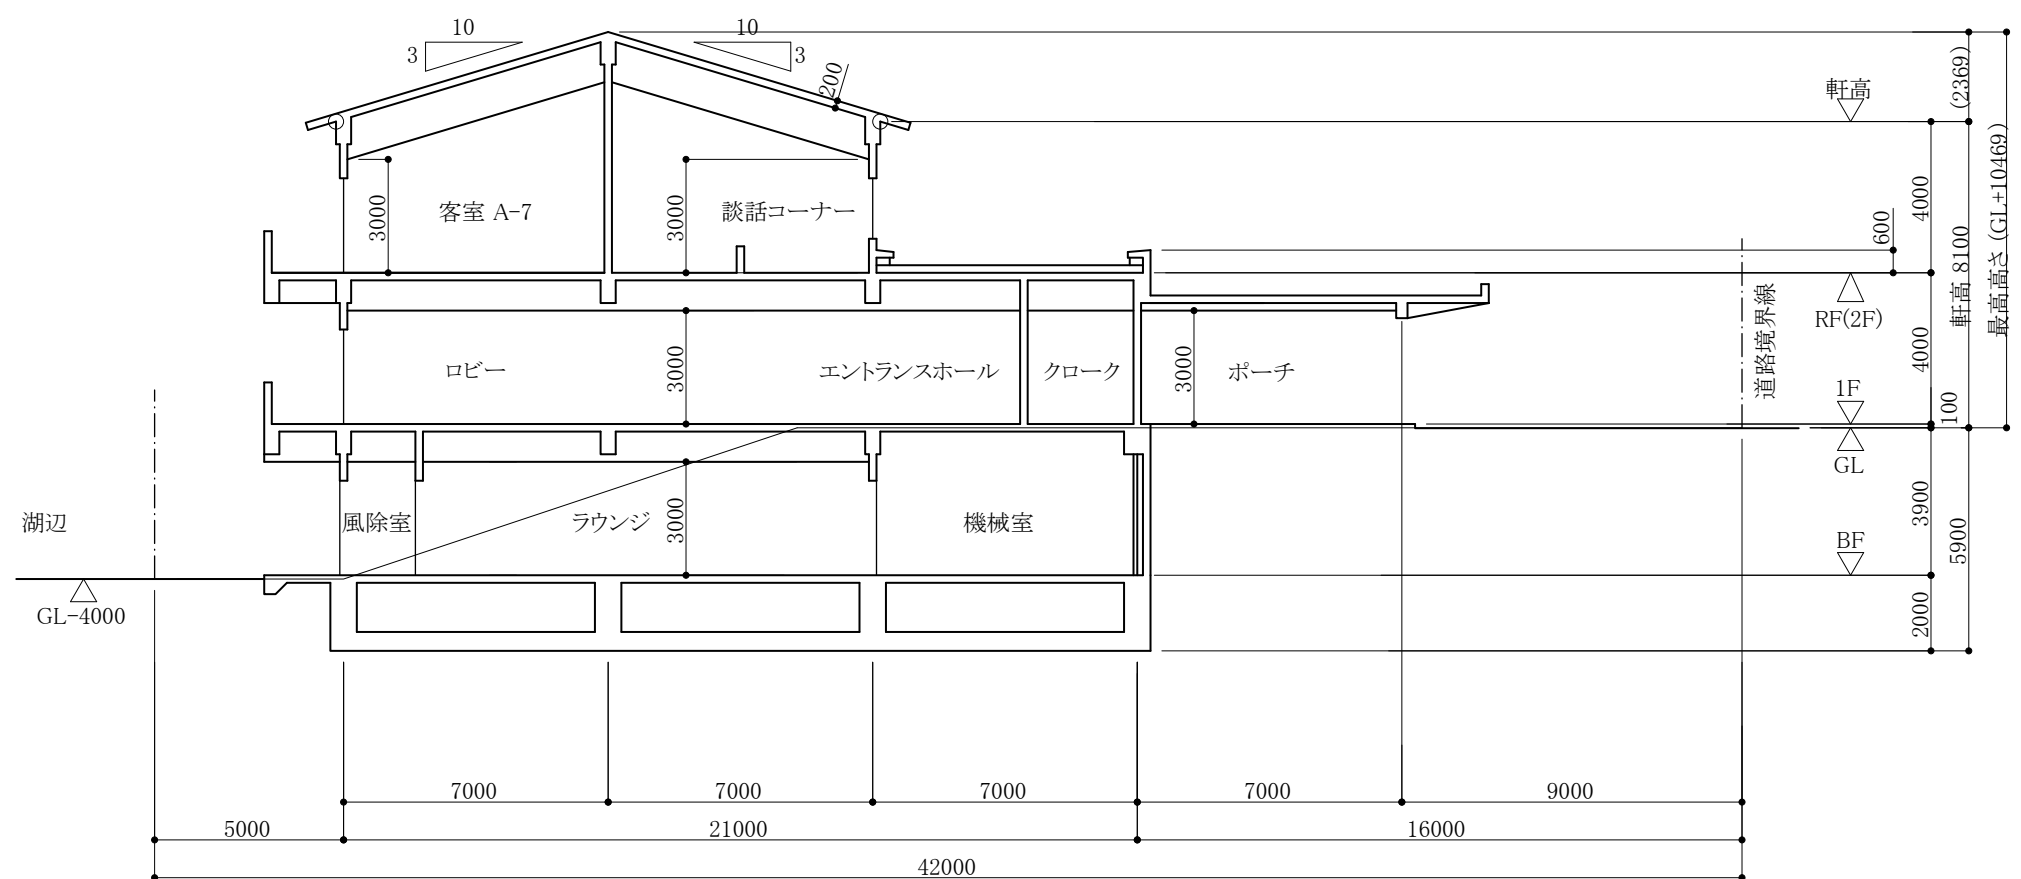 10
10
3
3
200
(2369)
軒高
最高高さ (GL+10469)
4000
3000
客室 A-7
3000
談話コーナー
600
軒高 8100
RF(2F)
道路境界線
4000
ロビー
3000
エントランスホール
クローク
3000
ポーチ
1F
100
GL
湖辺
風除室
ラウンジ
3000
機械室
3900
BF
5900
GL-4000
2000
7000
7000
7000
7000
9000
5000
21000
16000
42000